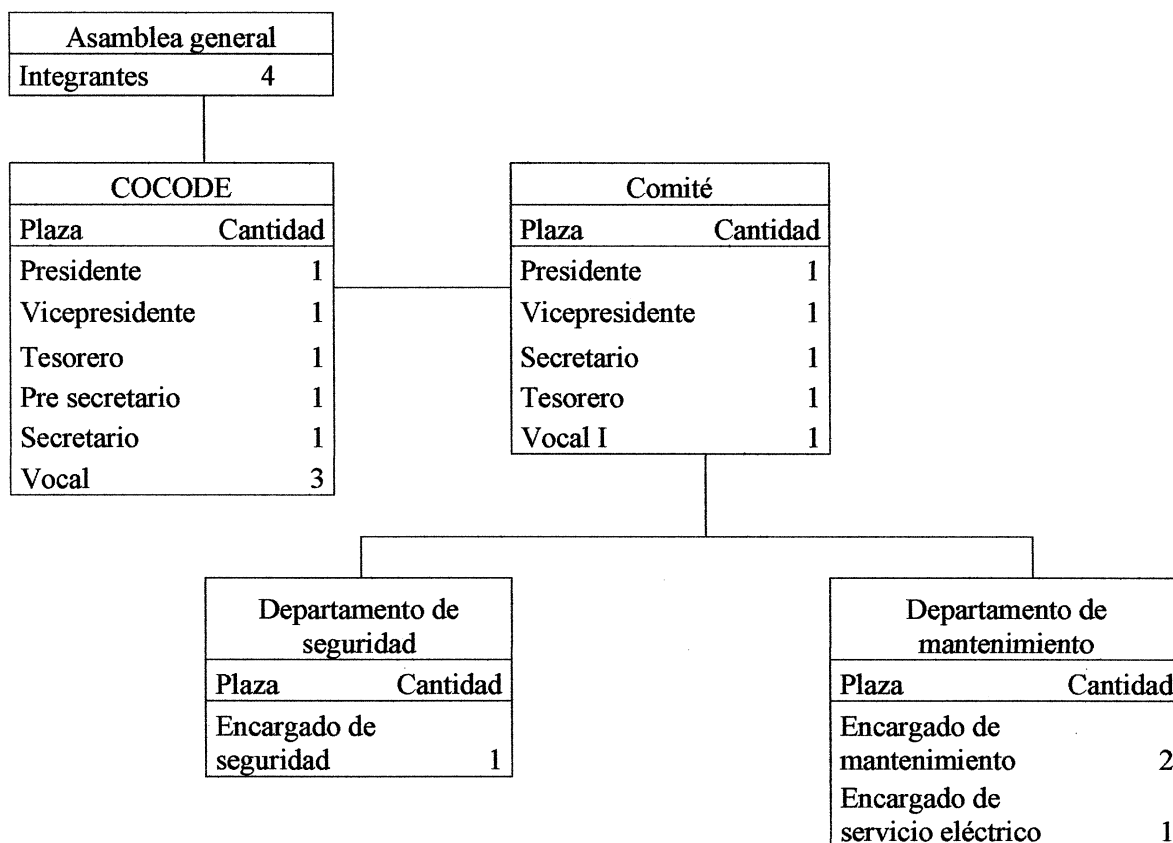 Asamblea general
Integrantes 4
COCODE
Plaza Cantidad
Presidente 1
Vicepresidente 1
Tesorero 1
Pre secretario 1
Secretario 1
Vocal 3
Comité
Plaza Cantidad
Presidente 1
Vicepresidente 1
Secretario 1
Tesorero 1
Vocal I 1
Departamento de
seguridad
Plaza Cantidad
Encargado de
seguridad 1
Departamento de
mantenimiento
Plaza Cantidad
Encargado de
mantenimiento 2
Encargado de
servicio eléctrico 1